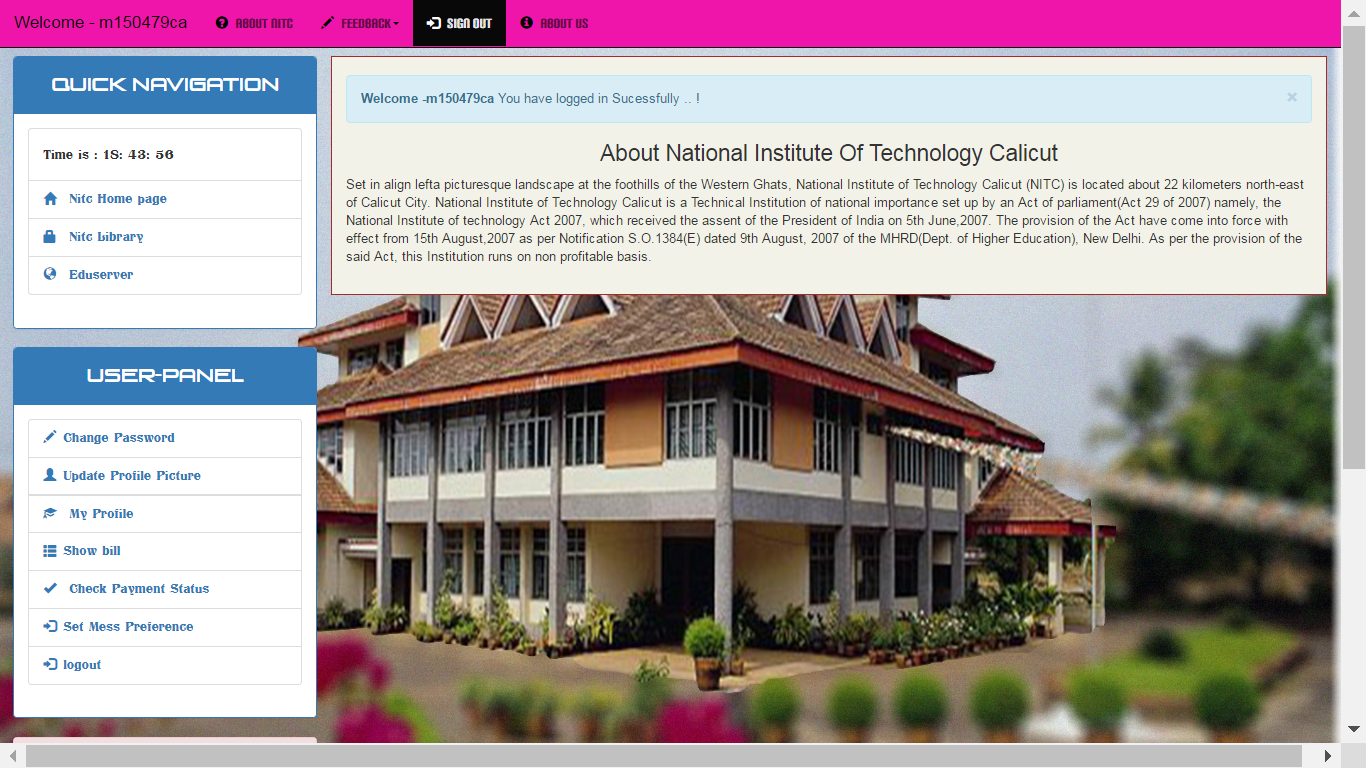 Welcome - m150479ca
ABOUT NITC
FEEDBACK
SIGN OUT
ABOUT US
QUICK NAVIGATION
Time is : 18: 43: 56
Nitc Home page
Nitc Library
Eduserver
USER-PANEL
Change Password
Update Profile Picture
My Profile
Show bill
Check Payment Status
Set Mess Preference
logout
Welcome -m150479ca You have logged in Sucessfully .. !
×
About National Institute Of Technology Calicut
Set in align lefta picturesque landscape at the foothills of the Western Ghats, National Institute of Technology Calicut (NITC) is located about 22 kilometers north-east
of Calicut City. National Institute of Technology Calicut is a Technical Institution of national importance set up by an Act of parliament(Act 29 of 2007) namely, the
National Institute of technology Act 2007, which received the assent of the President of India on 5th June,2007. The provision of the Act have come into force with
effect from 15th August,2007 as per Notification S.O.1384(E) dated 9th August, 2007 of the MHRD(Dept. of Higher Education), New Delhi. As per the provision of the
said Act, this Institution runs on non profitable basis.